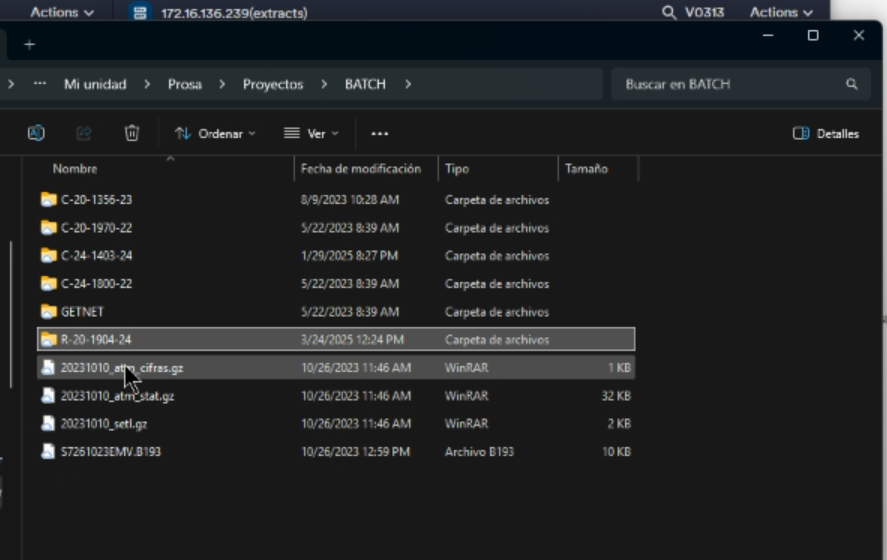 Actions 172.16.136.239(extracts) V0313 Actions
+
> ··· Mi unidad > Prosa > Proyectos > BATCH > Buscar en BATCH
Ordenar Ver ··· Detalles
Nombre Fecha de modificación Tipo Tamaño
C-20-1356-23 8/9/2023 10:28 AM Carpeta de archivos
C-20-1970-22 5/22/2023 8:39 AM Carpeta de archivos
C-24-1403-24 1/29/2025 8:27 PM Carpeta de archivos
C-24-1800-22 5/22/2023 8:39 AM Carpeta de archivos
GETNET 5/22/2023 8:39 AM Carpeta de archivos
R-20-1904-24 3/24/2025 12:24 PM Carpeta de archivos
20231010_atm_cifras.gz 10/26/2023 11:46 AM WinRAR 1 KB
20231010_atm_stat.gz 10/26/2023 11:46 AM WinRAR 32 KB
20231010_setl.gz 10/26/2023 11:46 AM WinRAR 2 KB
S7261023EMV.B193 10/26/2023 12:59 PM Archivo B193 10 KB